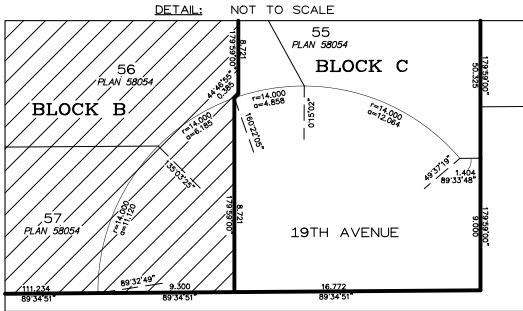 DETAIL: NOT TO SCALE
56
PLAN 58054
BLOCK B
179'59'00"
8.721
44'46'55"
0.385
r=14.000
a=6.185
135'03'25"
57
PLAN 58054
r=14.000
a=11.120
55
PLAN 58054
BLOCK C
r=14.000
a=4.858
160'22'05"
0'15'02"
r=14.000
a=12.064
179'59'00"
50.325
49'37'19"
1.404
89'33'48"
179'59'00"
8.721
19TH AVENUE
179'59'00"
9.000
89'32'49"
111.234
89'34'51"
9.300
89'34'51"
16.772
89'34'51"